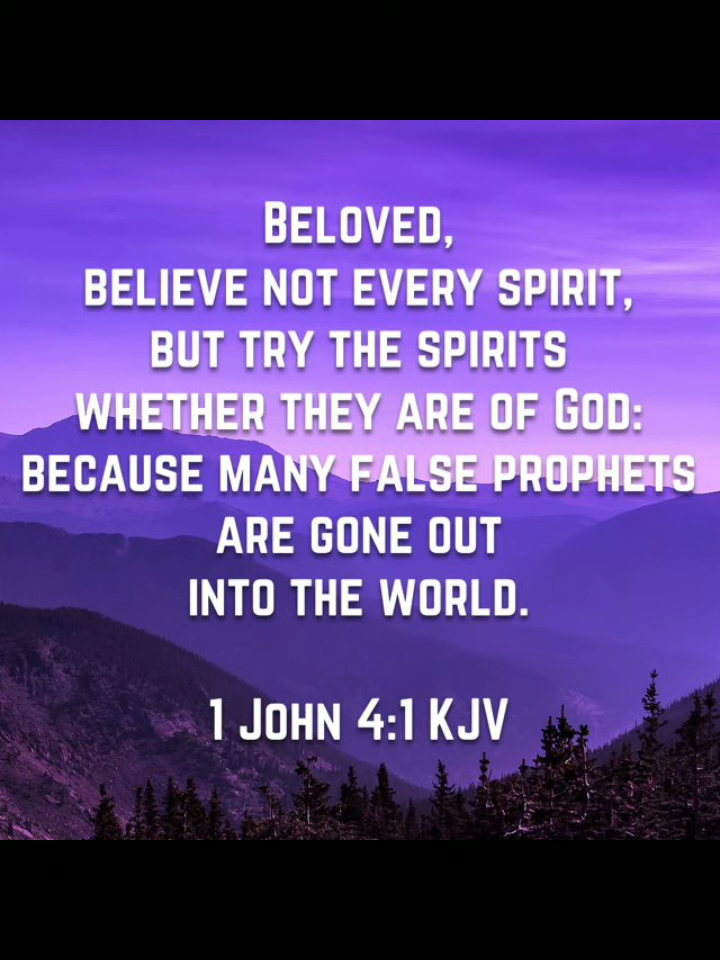 Beloved,
believe not every spirit,
but try the spirits
whether they are of God:
because many false prophets
are gone out
into the world.
1 John 4:1 KJV